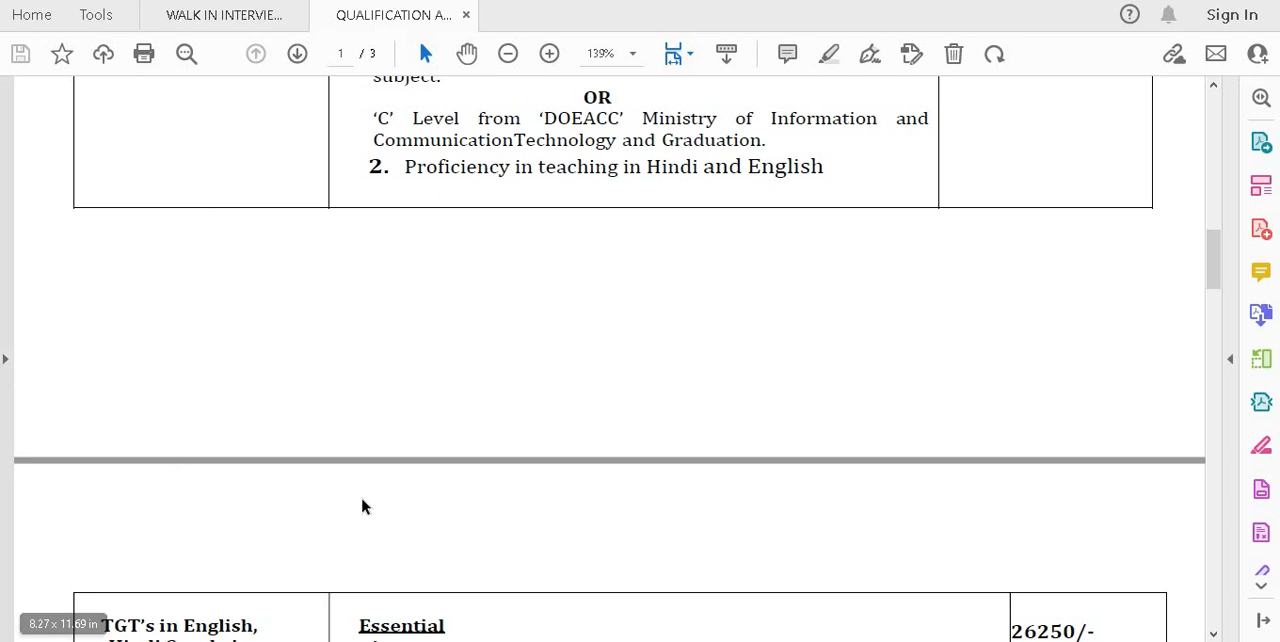 Home Tools WALK IN INTERVIE... QUALIFICATION A... × Sign In
1 / 3 139%
subject.
OR
‘C’ Level from ‘DOEACC’ Ministry of Information and
CommunicationTechnology and Graduation.
2. Proficiency in teaching in Hindi and English
TGT’s in English,
Essential
26250/-
8.27 x 11.69 in